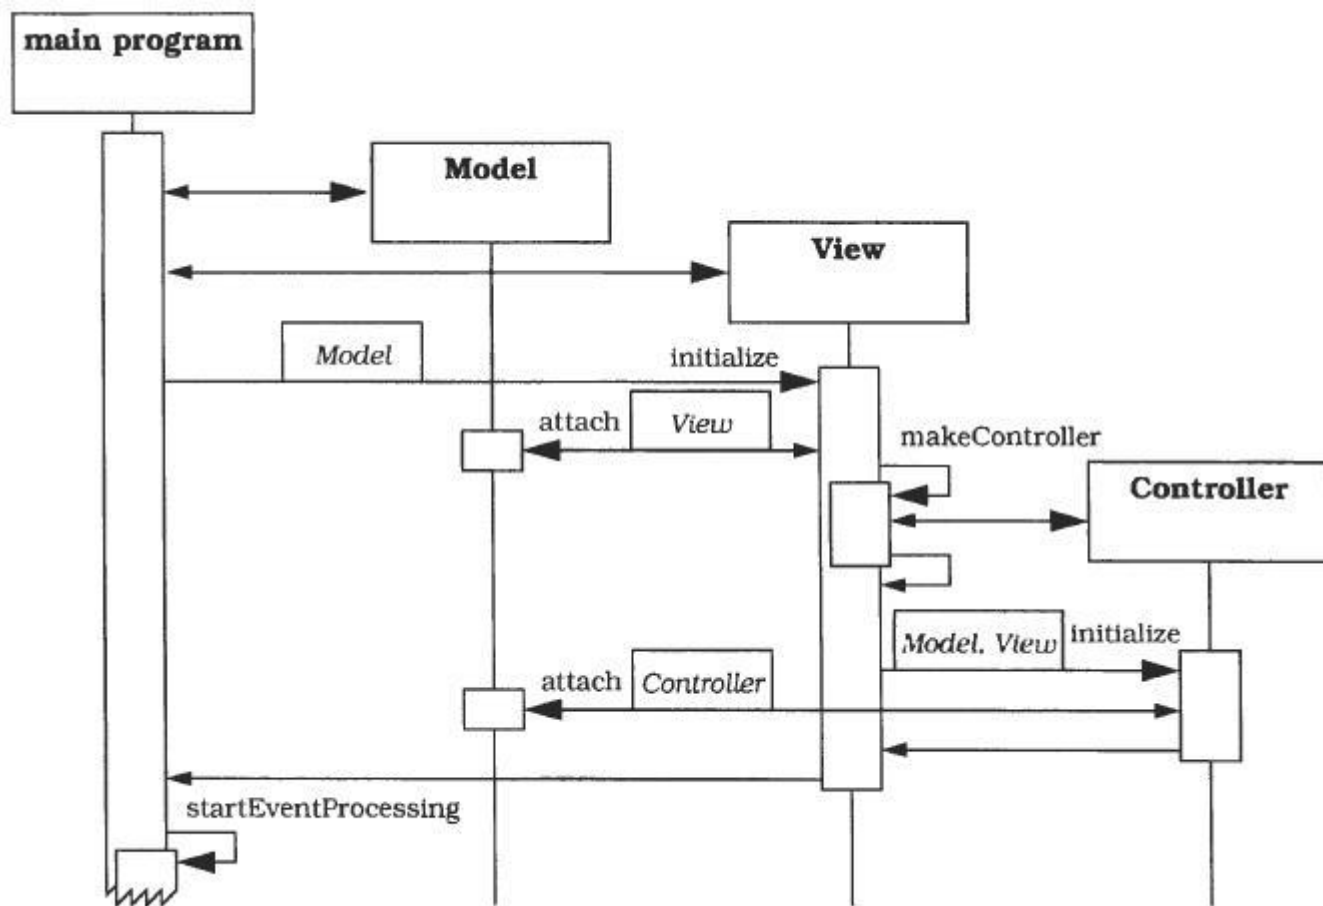 main program
Model
View
Model
initialize
attach
View
makeController
Controller
Model, View
initialize
attach
Controller
startEventProcessing